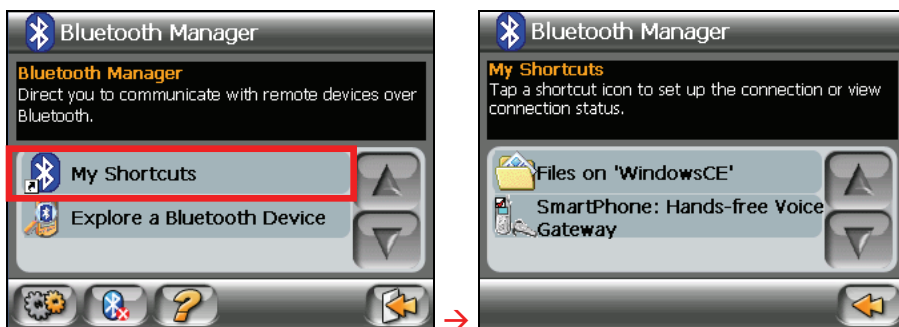 Bluetooth Manager
Bluetooth Manager
Direct you to communicate with remote devices over
Bluetooth.
My Shortcuts
Explore a Bluetooth Device
→
Bluetooth Manager
My Shortcuts
Tap a shortcut icon to set up the connection or view
connection status.
Files on 'WindowsCE'
SmartPhone: Hands-free Voice
Gateway